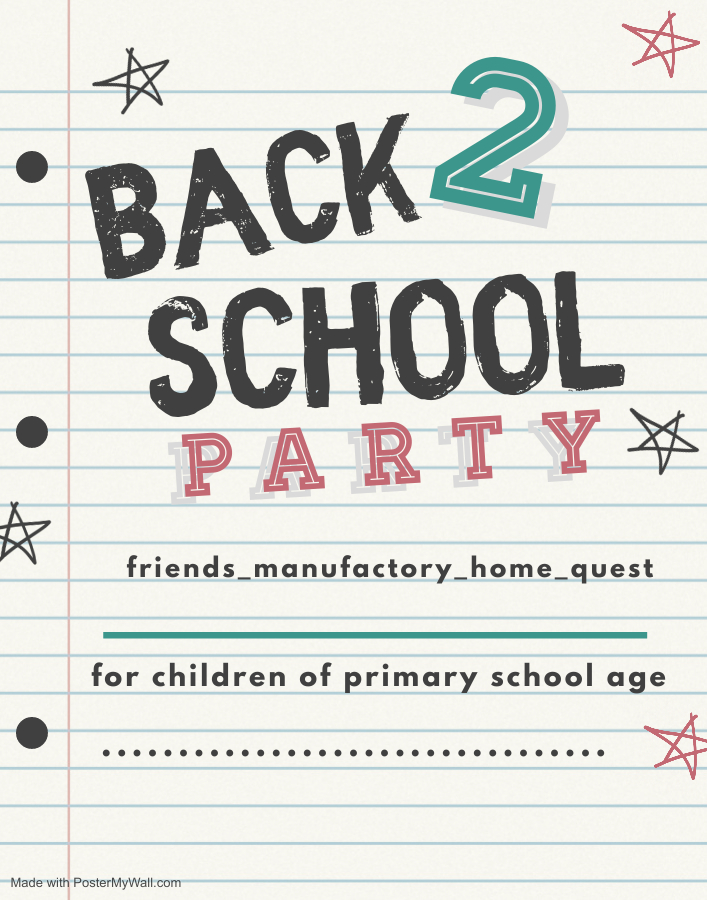 BACK 2
SCHOOL
PARTY
friends_manufactory_home_quest
for children of primary school age
Made with PosterMyWall.com